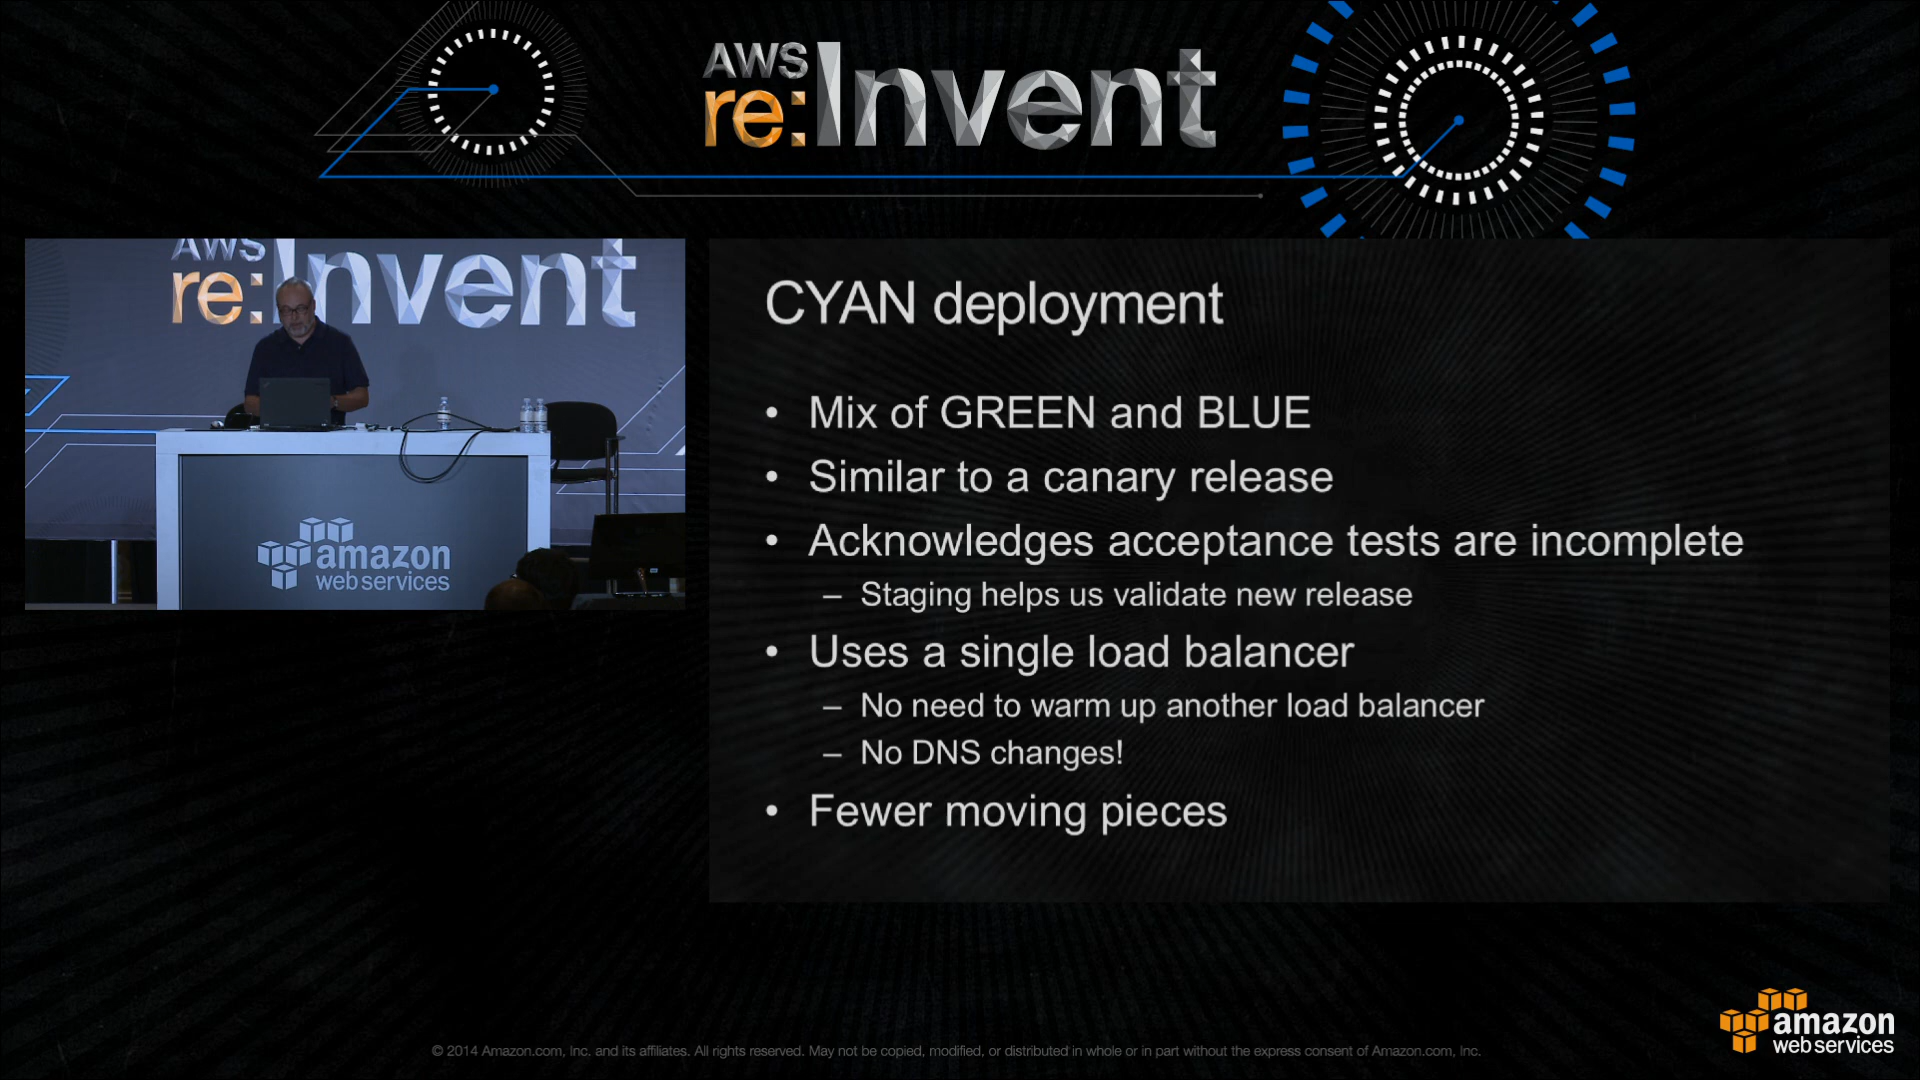 AWS
re:Invent
AWS
re:Invent
amazon
web services
CYAN deployment
• Mix of GREEN and BLUE
• Similar to a canary release
• Acknowledges acceptance tests are incomplete
– Staging helps us validate new release
• Uses a single load balancer
– No need to warm up another load balancer
– No DNS changes!
• Fewer moving pieces
amazon
web services
© 2014 Amazon.com, Inc. and its affiliates. All rights reserved. May not be copied, modified, or distributed in whole or in part without the express consent of Amazon.com, Inc.